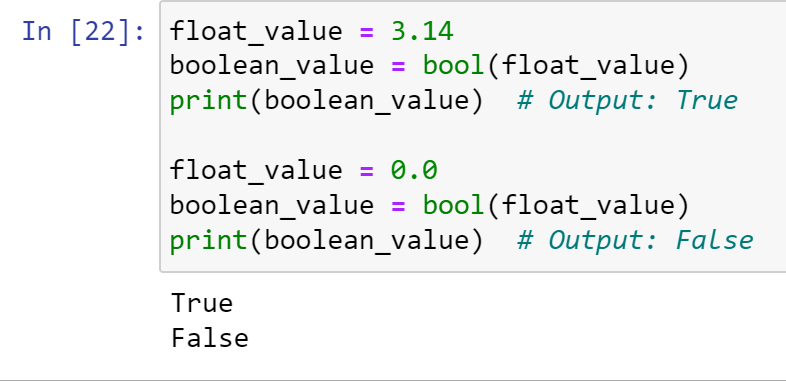 In [22]: float_value = 3.14
boolean_value = bool(float_value)
print(boolean_value)  # Output: True
float_value = 0.0
boolean_value = bool(float_value)
print(boolean_value)  # Output: False
True
False